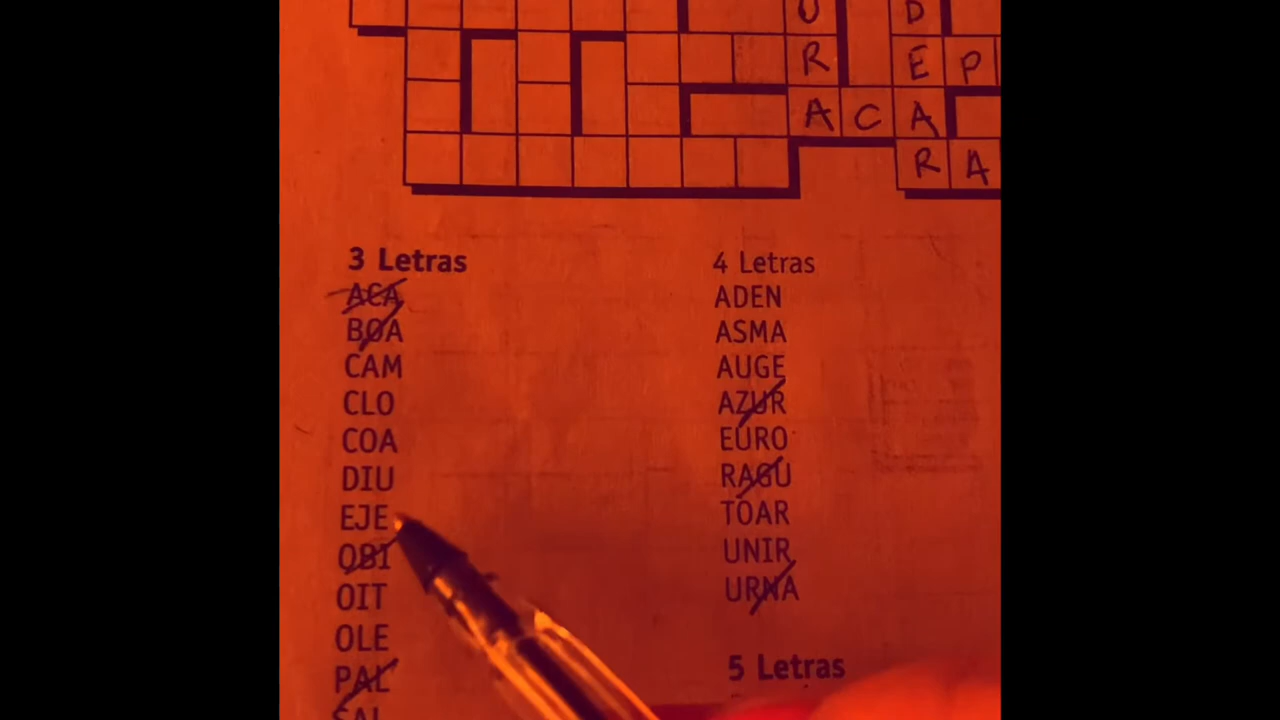 U D
R E P
A C A
R A
3 Letras
ACA
BOA
CAM
CLO
COA
DIU
EJE
OBI
OIT
OLE
PAL
SAL
4 Letras
ADEN
ASMA
AUGE
AZUR
EURO
RAGU
TOAR
UNIR
URNA
5 Letras